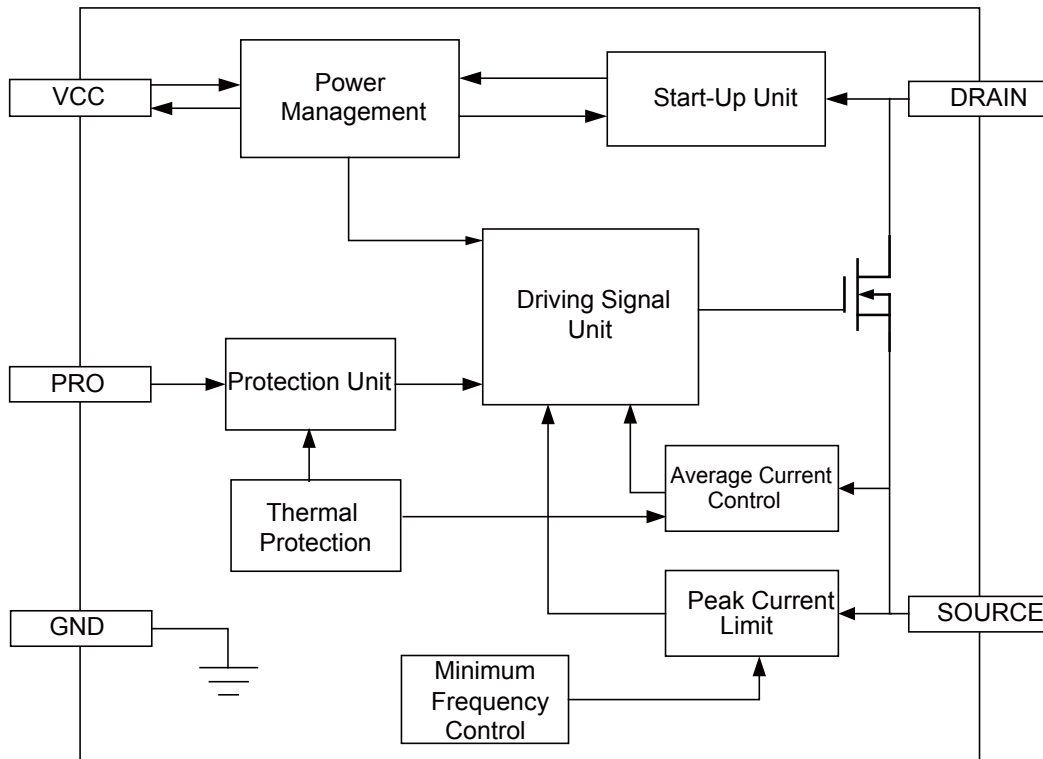 VCC
Power
Management
Start-Up Unit
DRAIN
Driving Signal
Unit
PRO
Protection Unit
Average Current
Control
Thermal
Protection
GND
Peak Current
Limit
SOURCE
Minimum
Frequency
Control